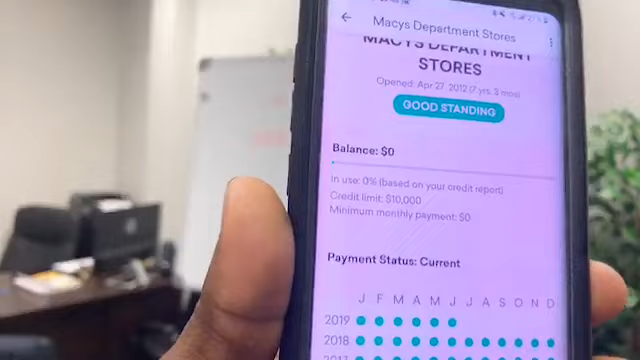 Macys Department Stores
MACYS DEPARTMENT
STORES
Opened: Apr 27, 2012 (7 yrs, 3 mos)
GOOD STANDING
Balance: $0
In use: 0% (based on your credit report)
Credit limit: $10,000
Minimum monthly payment: $0
Payment Status: Current
J F M A M J J A S O N D
2019
2018
2017